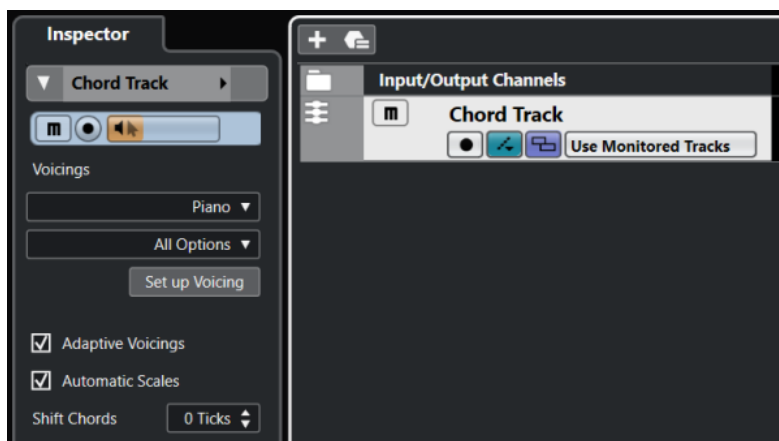 Inspector
Chord Track
m
Voicings
Piano
All Options
Set up Voicing
Adaptive Voicings
Automatic Scales
Shift Chords 0 Ticks
Input/Output Channels
m Chord Track
Use Monitored Tracks